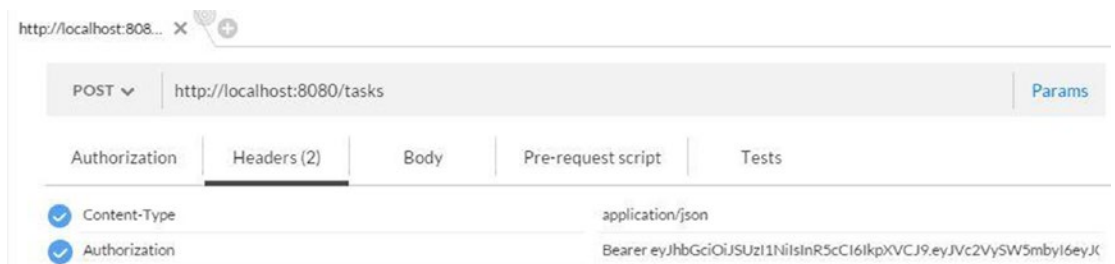 http://localhost:808...
POST http://localhost:8080/tasks Params
Authorization Headers (2) Body Pre-request script Tests
Content-Type application/json
Authorization Bearer eyJhbGciOiJSUzI1NiIsInR5cCI6IkpXVCJ9.eyJVc2VySW5mbyI6eyJ